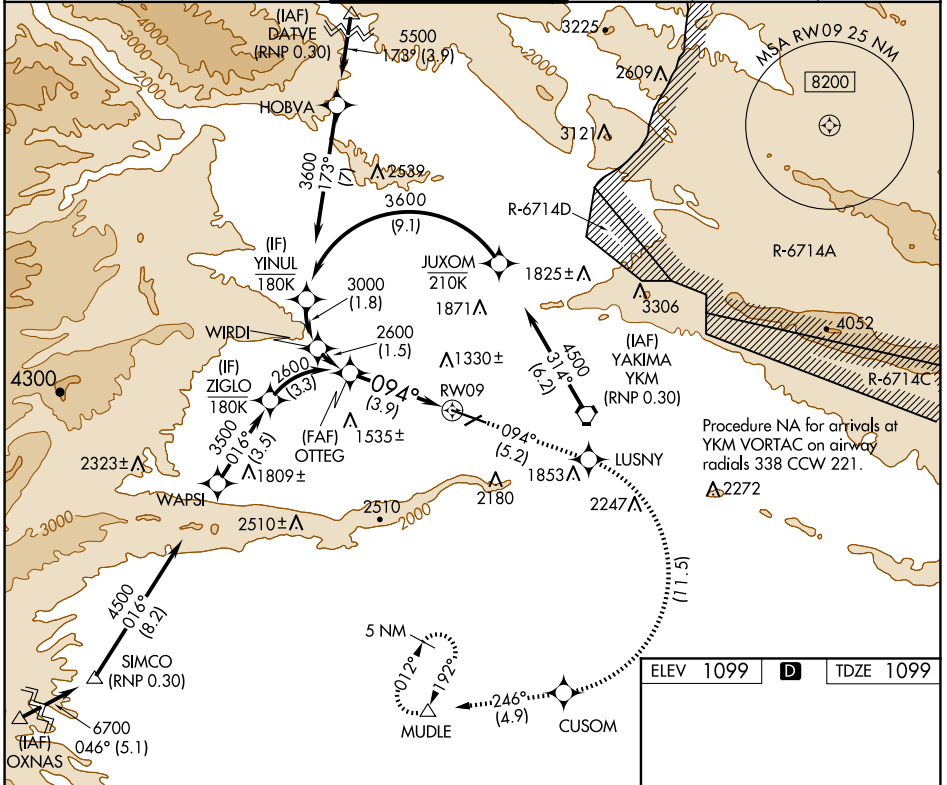 (IAF)
DATVE
(RNP 0.30)
5500
173° (3.9)
HOBVA
3600
173°
(7)
2539
3225
2609
3121
2000
2000
3000
2000
MSA RW09 25 NM
8200
R-6714D
R-6714A
R-6714C
3306
4052
3600
(9.1)
(IF)
YINUL
180K
JUXOM
210K
1825±
1871
3000
(1.8)
WIRDI
2600
(1.5)
1330±
4500
314°
(6.2)
(IAF)
YAKIMA
YKM
(RNP 0.30)
(IF)
ZIGLO
180K
2600
(3.3)
4300
094°
(3.9)
RW09
Procedure NA for arrivals at
YKM VORTAC on airway
radials 338 CCW 221.
2272
3500
016°
(3.5)
(FAF)
OTTEG
1535±
094°
(5.2)
LUSNY
1853
2247
2323±
1809±
WAPSI
2180
2510
2510±
2000
3000
(11.5)
4500
016°
(8.2)
SIMCO
(RNP 0.30)
5 NM
012°
192°
MUDLE
246°
(4.9)
CUSOM
6700
046° (5.1)
(IAF)
OXNAS
ELEV 1099
D
TDZE 1099